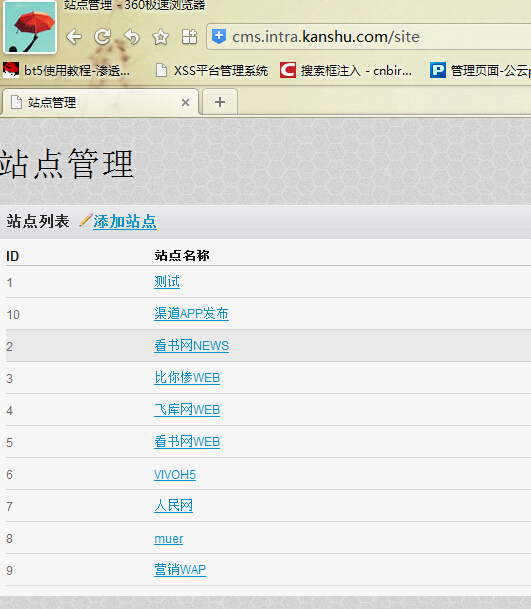 站点管理 - 360极速浏览器
cms.intra.kanshu.com/site
bt5使用教程-渗透... XSS平台管理系统 搜索框注入 - cnbir... 管理页面-公云
站点管理
站点管理
站点列表 添加站点
ID 站点名称
1 测试
10 渠道APP发布
2 看书网NEWS
3 比你惨WEB
4 飞库网WEB
5 看书网WEB
6 VIVOH5
7 人民网
8 muer
9 营销WAP